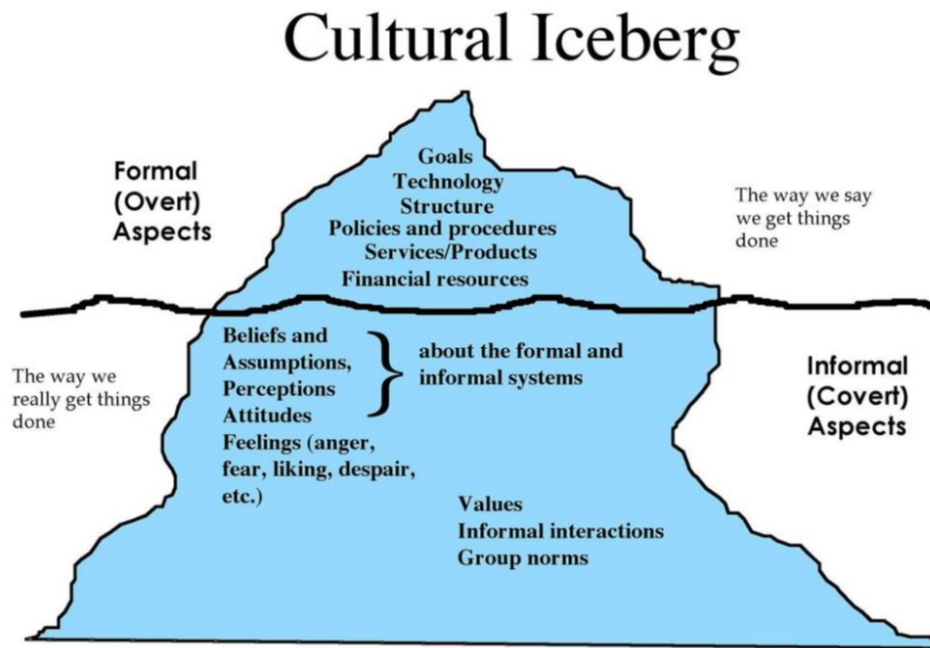 Cultural Iceberg
Formal
(Overt)
Aspects
Goals
Technology
Structure
Policies and procedures
Services/Products
Financial resources
The way we say
we get things
done
The way we
really get things
done
Beliefs and
Assumptions,
Perceptions
Attitudes
Feelings (anger,
fear, liking, despair,
etc.)
about the formal and
informal systems
Values
Informal interactions
Group norms
Informal
(Covert)
Aspects